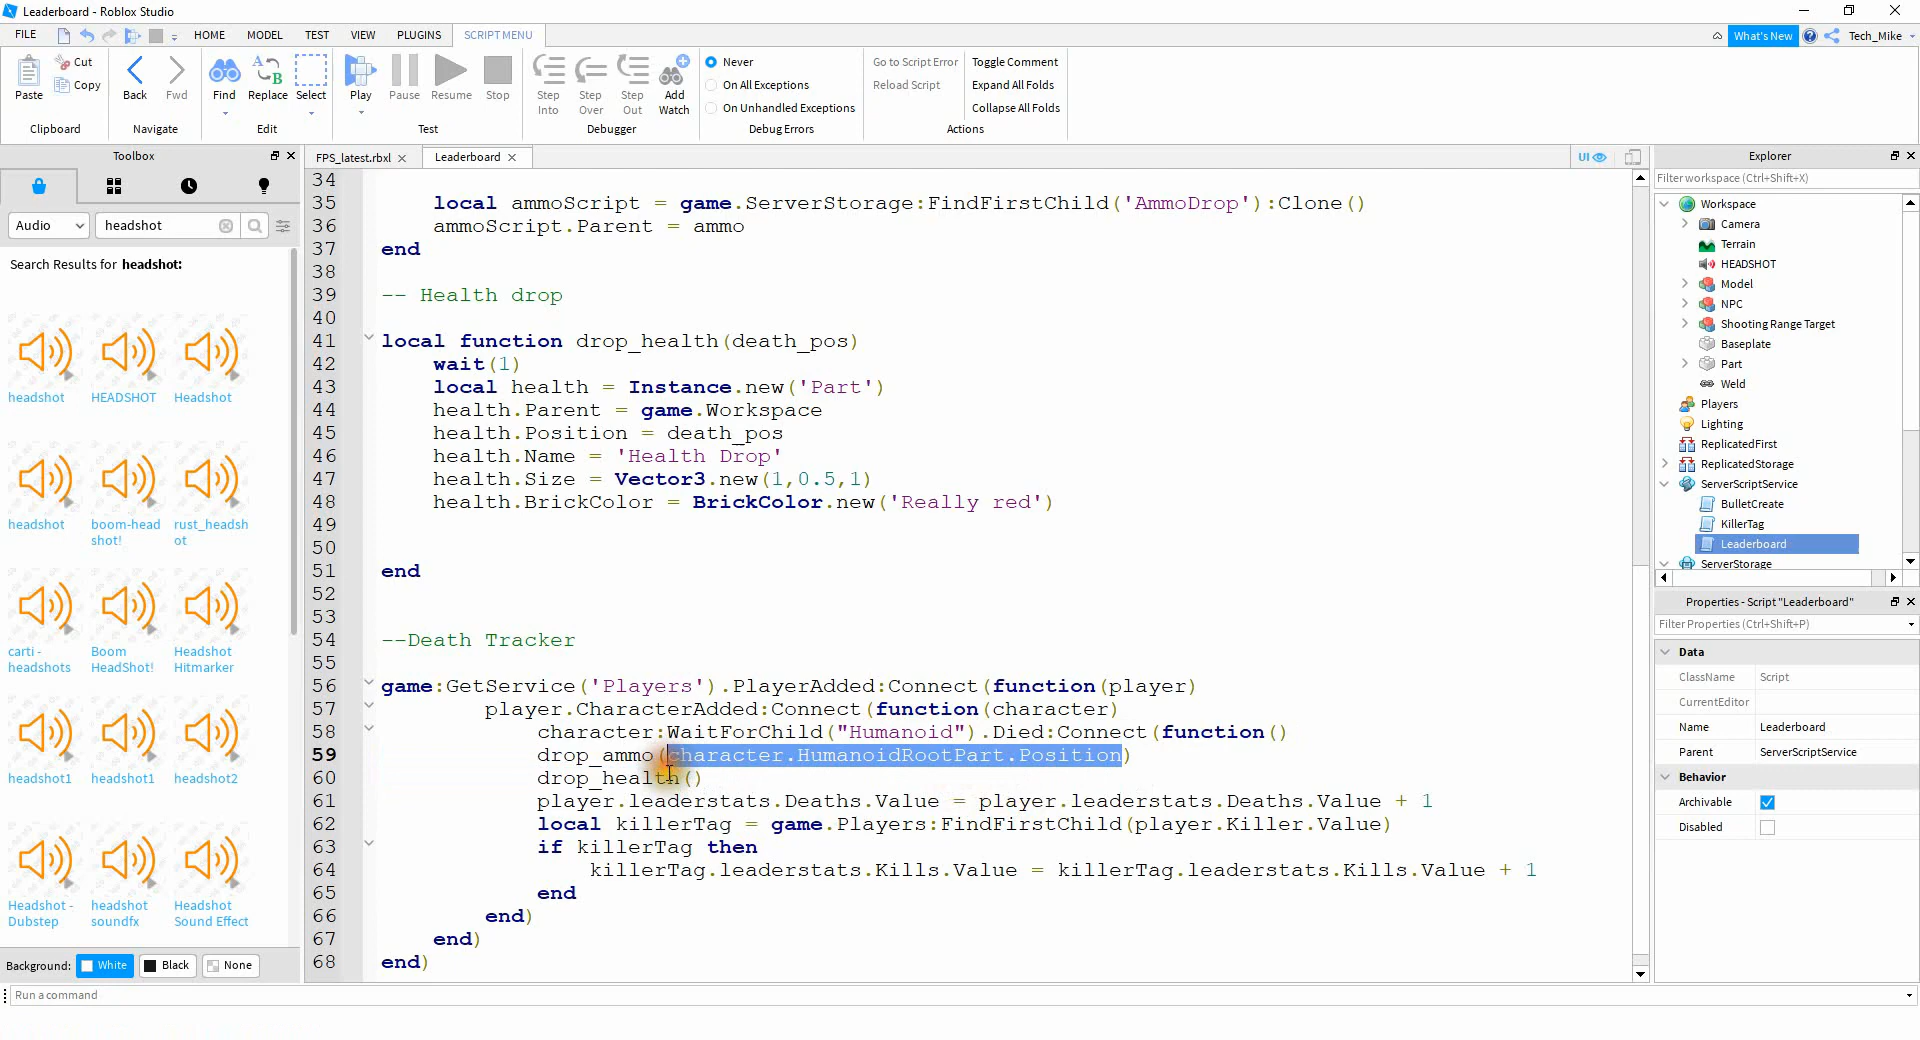 Leaderboard - Roblox Studio
FILE HOME MODEL TEST VIEW PLUGINS SCRIPT MENU What's New Tech_Mike
Paste Cut Copy Clipboard
Back Fwd Navigate
Find Replace Select Edit
Play Pause Resume Stop Test
Step Into Step Over Step Out Add Watch Debugger
Never
On All Exceptions
On Unhandled Exceptions
Debug Errors
Go to Script Error
Reload Script
Toggle Comment
Expand All Folds
Collapse All Folds
Actions
Toolbox
Audio headshot
Search Results for headshot:
headshot HEADSHOT Headshot
headshot boom-head shot! rust_headsh ot
carti - headshots Boom HeadShot! Headshot Hitmarker
headshot1 headshot1 headshot2
Headshot - Dubstep headshot soundfx Headshot Sound Effect
Background: White Black None
FPS_latest.rbxl Leaderboard UI
34
35 local ammoScript = game.ServerStorage:FindFirstChild('AmmoDrop'):Clone()
36 ammoScript.Parent = ammo
37 end
38
39 -- Health drop
40
41 local function drop_health(death_pos)
42 wait(1)
43 local health = Instance.new('Part')
44 health.Parent = game.Workspace
45 health.Position = death_pos
46 health.Name = 'Health Drop'
47 health.Size = Vector3.new(1,0.5,1)
48 health.BrickColor = BrickColor.new('Really red')
49
50
51 end
52
53
54 --Death Tracker
55
56 game:GetService('Players').PlayerAdded:Connect(function(player)
57 player.CharacterAdded:Connect(function(character)
58 character:WaitForChild("Humanoid").Died:Connect(function()
59 drop_ammo(character.HumanoidRootPart.Position)
60 drop_health()
61 player.leaderstats.Deaths.Value = player.leaderstats.Deaths.Value + 1
62 local killerTag = game.Players:FindFirstChild(player.Killer.Value)
63 if killerTag then
64 killerTag.leaderstats.Kills.Value = killerTag.leaderstats.Kills.Value + 1
65 end
66 end)
67 end)
68 end)
Explorer
Filter workspace (Ctrl+Shift+X)
Workspace
Camera
Terrain
HEADSHOT
Model
NPC
Shooting Range Target
Baseplate
Part
Weld
Players
Lighting
ReplicatedFirst
ReplicatedStorage
ServerScriptService
BulletCreate
KillerTag
Leaderboard
ServerStorage
Properties - Script "Leaderboard"
Filter Properties (Ctrl+Shift+P)
Data
ClassName Script
CurrentEditor
Name Leaderboard
Parent ServerScriptService
Behavior
Archivable
Disabled
Run a command